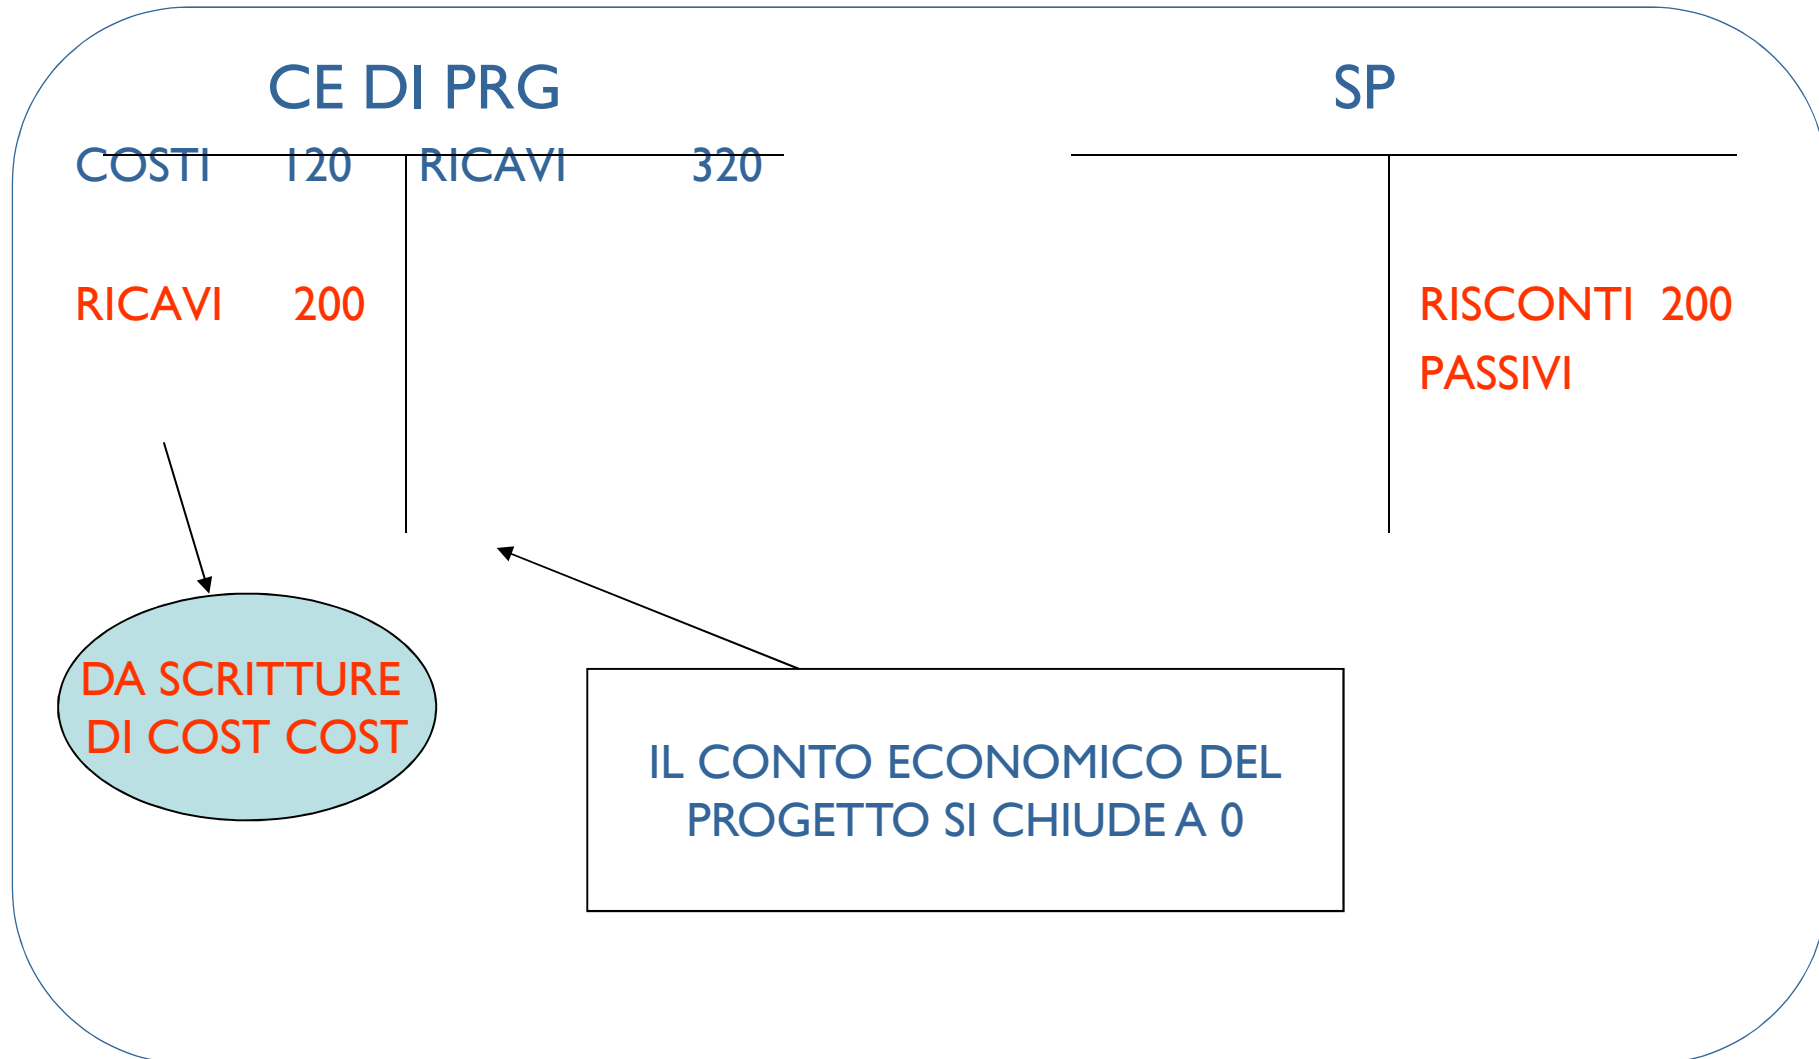 CE DI PRG
COSTI 120 RICAVI 320
RICAVI 200
SP
RISCONTI 200
PASSIVI
DA SCRITTURE
DI COST COST
IL CONTO ECONOMICO DEL
PROGETTO SI CHIUDE A 0